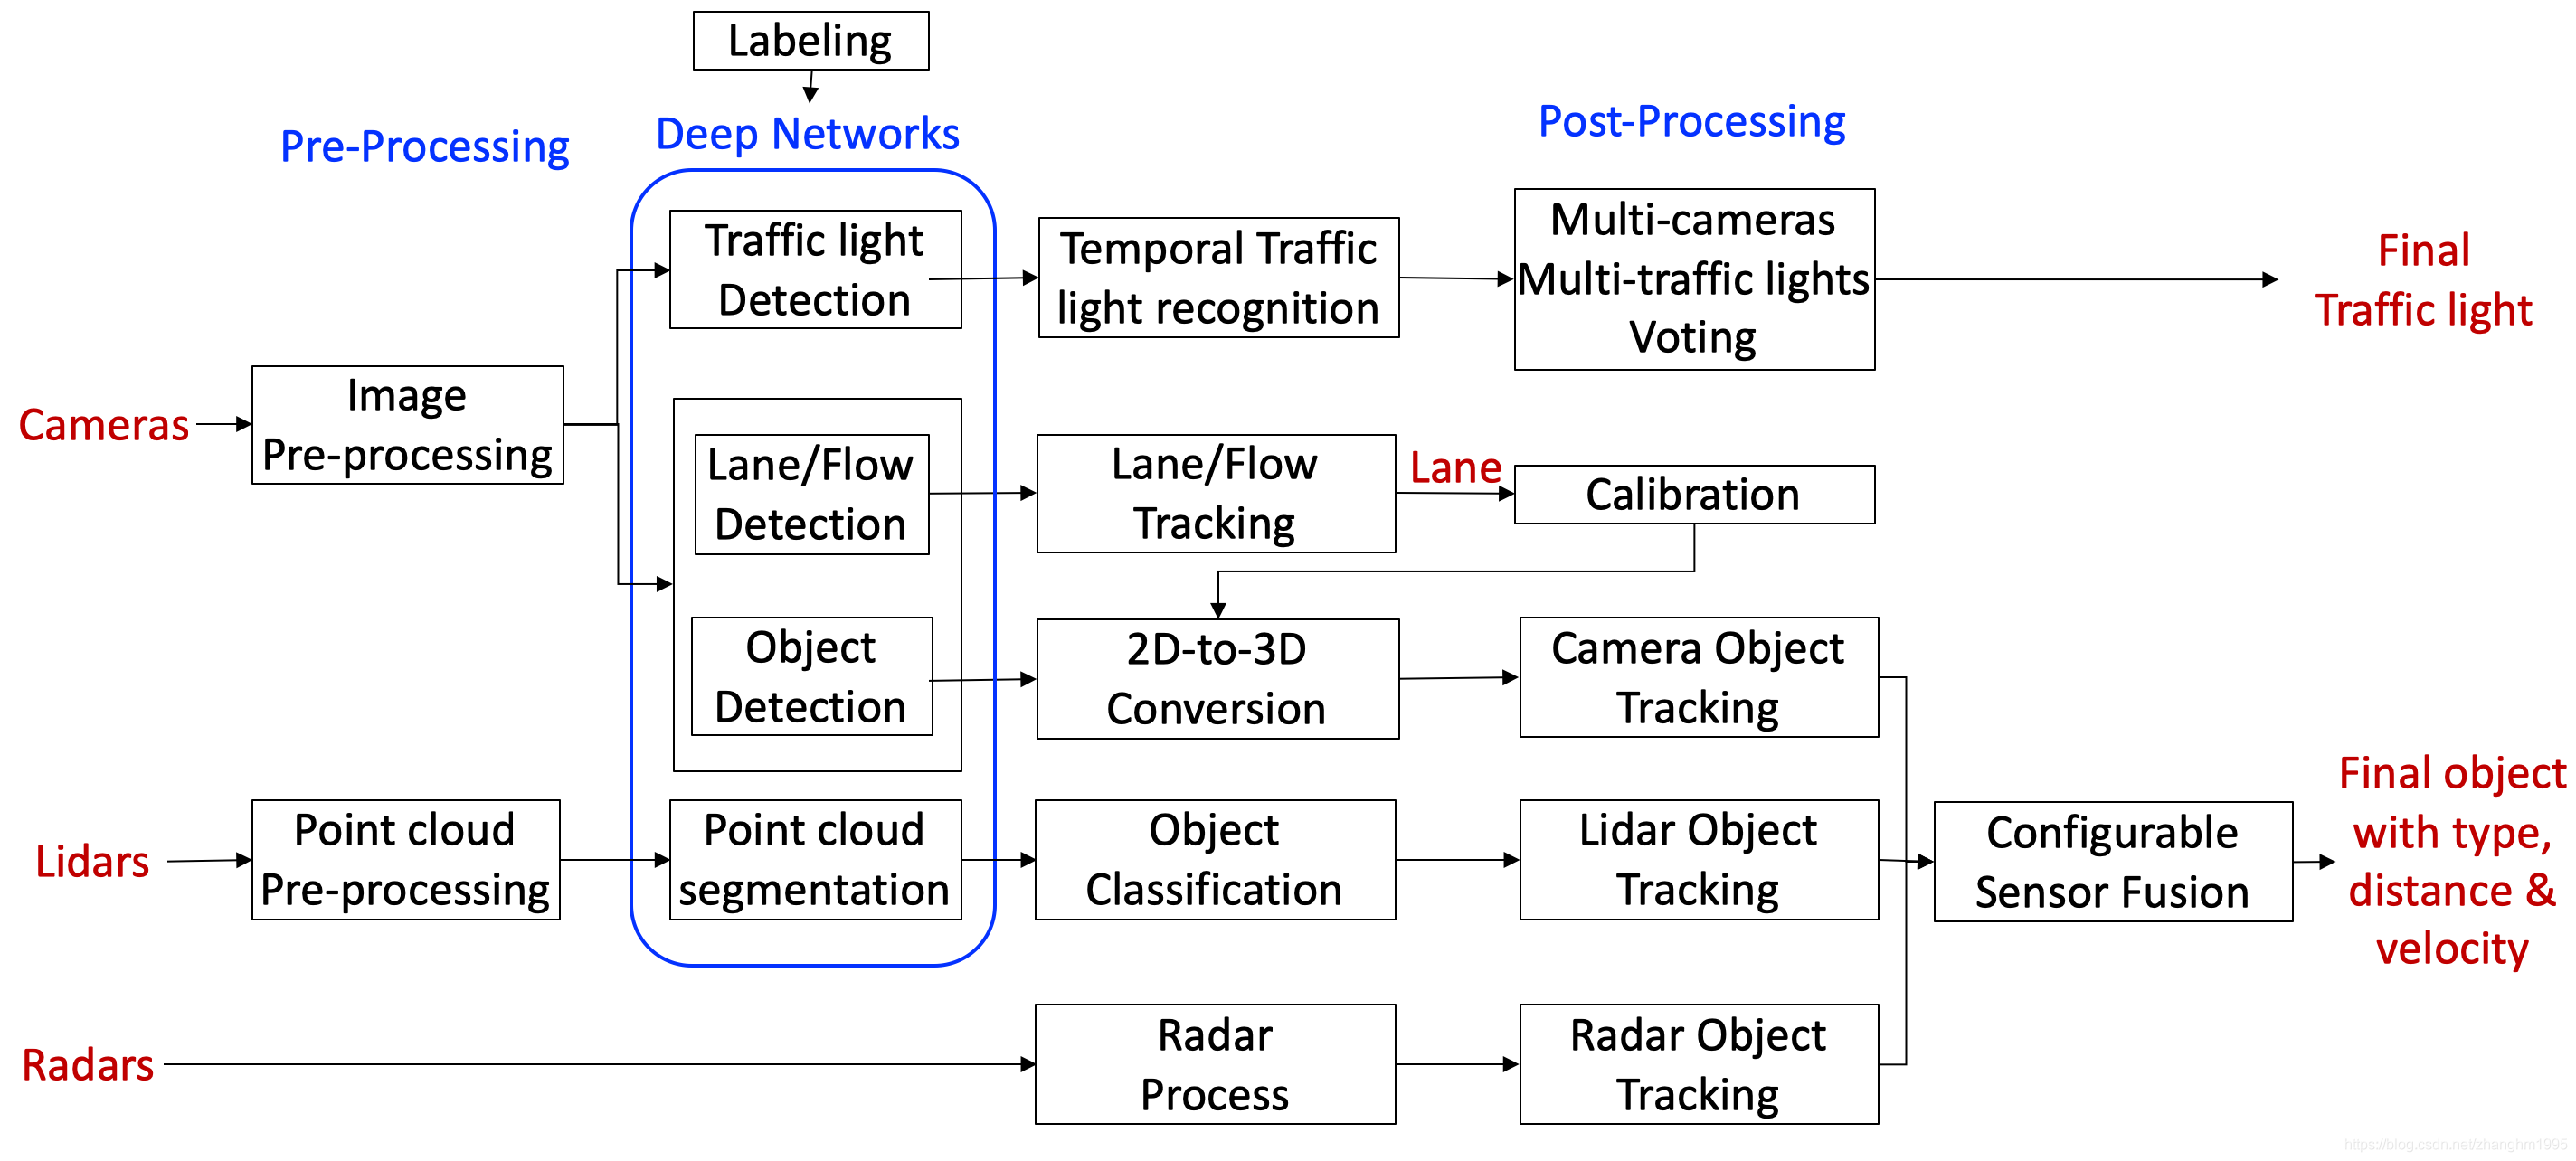 Labeling
Pre-Processing
Deep Networks
Post-Processing
Traffic light
Detection
Temporal Traffic
light recognition
Multi-cameras
Multi-traffic lights
Voting
Final
Traffic light
Cameras
Image
Pre-processing
Lane/Flow
Detection
Lane/Flow
Tracking
Lane
Calibration
Object
Detection
2D-to-3D
Conversion
Camera Object
Tracking
Lidars
Point cloud
Pre-processing
Point cloud
segmentation
Object
Classification
Lidar Object
Tracking
Configurable
Sensor Fusion
Final object
with type,
distance &
velocity
Radars
Radar
Process
Radar Object
Tracking
https://blog.csdn.net/zhanghm1995